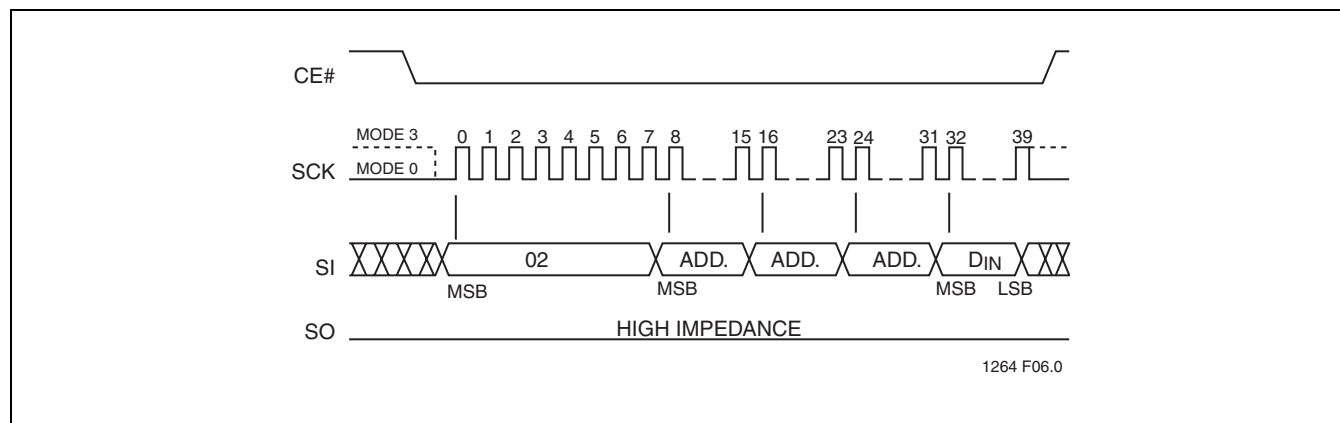 CE#
MODE 3
0 1 2 3 4 5 6 7 8 15 16 23 24 31 32 39
SCK
MODE 0
SI
02 ADD. ADD. ADD. DIN
MSB MSB MSB LSB
SO
HIGH IMPEDANCE
1264 F06.0